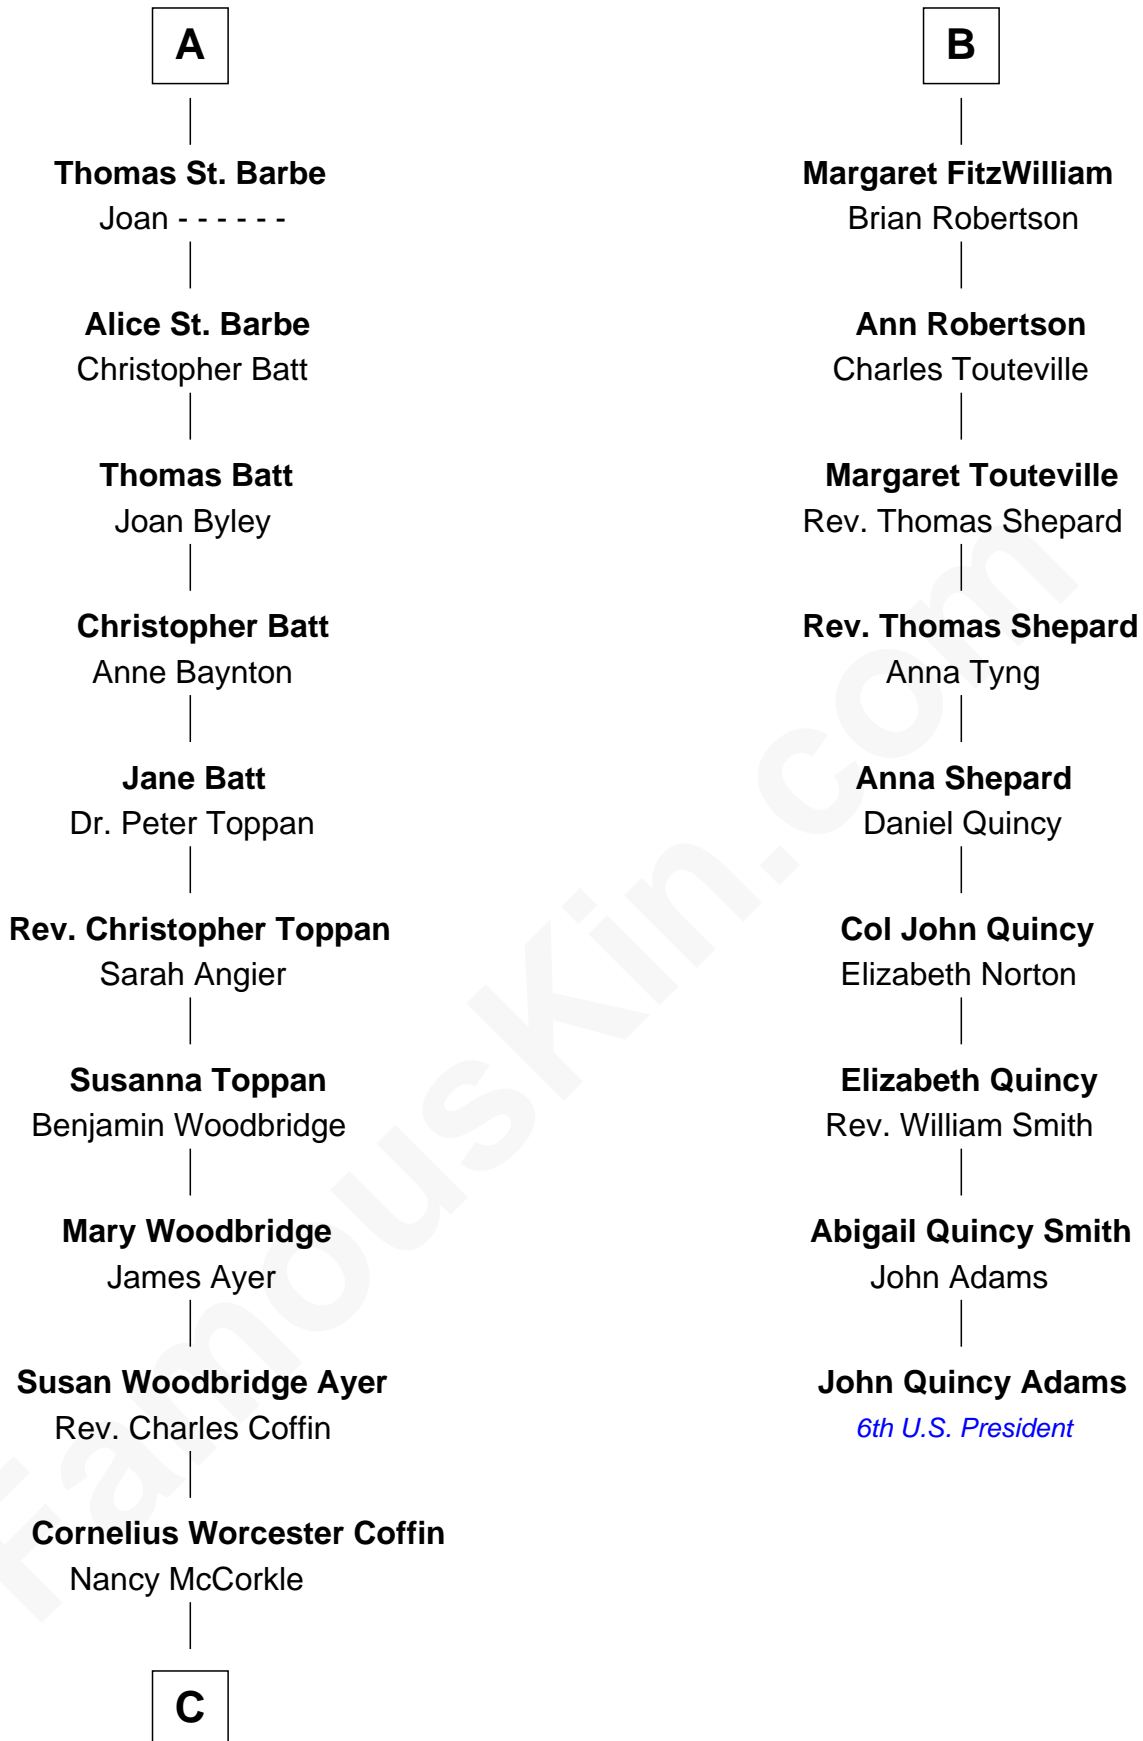 A
Thomas St. Barbe
Joan - - - - - -
Alice St. Barbe
Christopher Batt
Thomas Batt
Joan Byley
Christopher Batt
Anne Baynton
Jane Batt
Dr. Peter Toppan
Rev. Christopher Toppan
Sarah Angier
Susanna Toppan
Benjamin Woodbridge
Mary Woodbridge
James Ayer
Susan Woodbridge Ayer
Rev. Charles Coffin
Cornelius Worcester Coffin
Nancy McCorkle
C
B
Margaret FitzWilliam
Brian Robertson
Ann Robertson
Charles Touteville
Margaret Touteville
Rev. Thomas Shepard
Rev. Thomas Shepard
Anna Tyng
Anna Shepard
Daniel Quincy
Col John Quincy
Elizabeth Norton
Elizabeth Quincy
Rev. William Smith
Abigail Quincy Smith
John Adams
John Quincy Adams
6th U.S. President
FamousKin.com